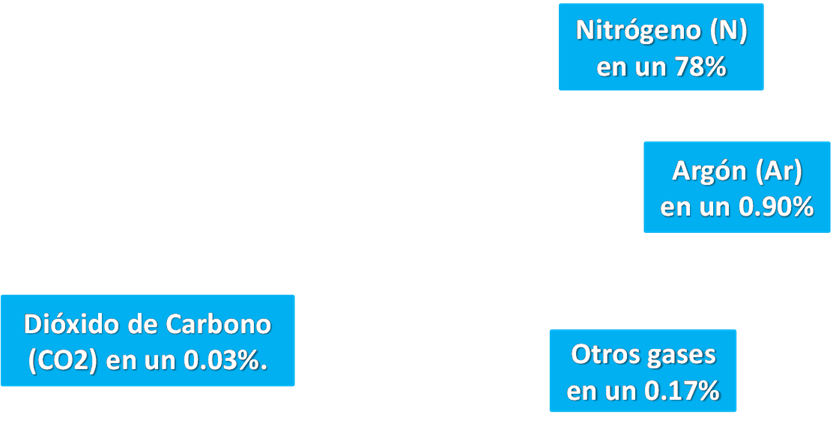 Nitrógeno (N)
en un 78%
Argón (Ar)
en un 0.90%
Dióxido de Carbono
(CO2) en un 0.03%.
Otros gases
en un 0.17%